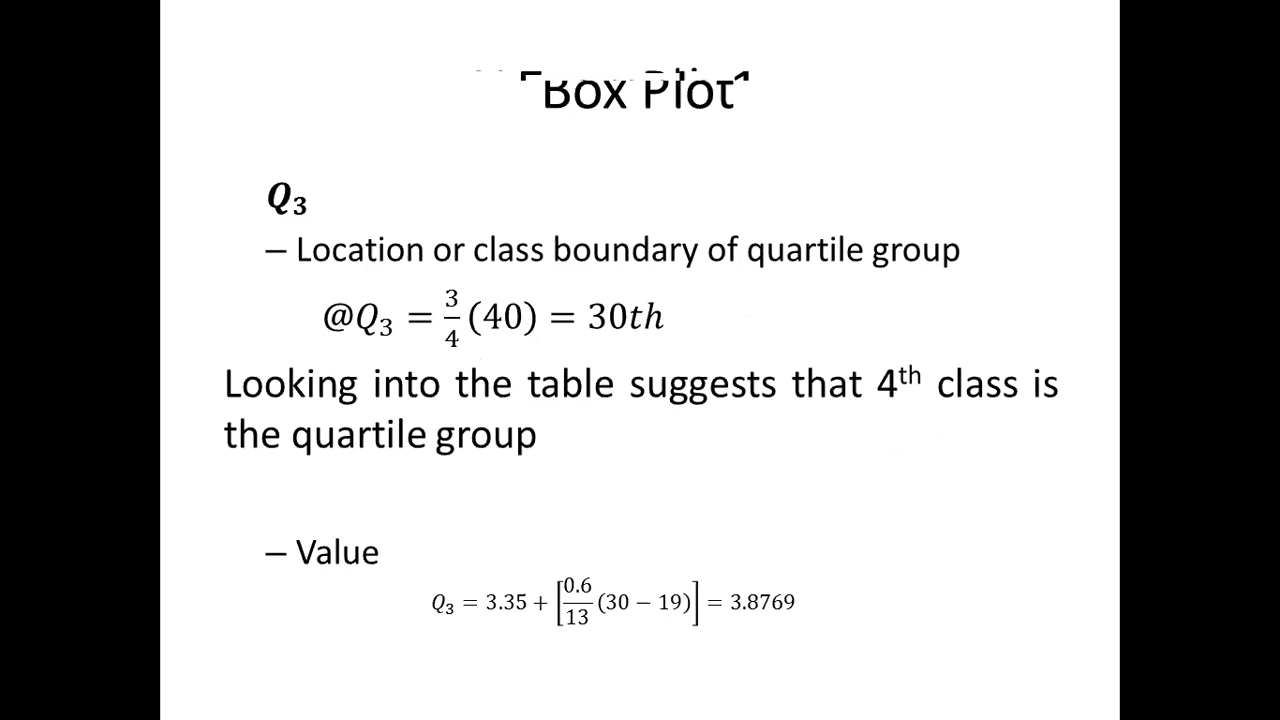 Box Plot
Q₃
– Location or class boundary of quartile group
@Q₃ = 3/4 (40) = 30th
Looking into the table suggests that 4th class is
the quartile group
– Value
Q₃ = 3.35 + [0.6/13 (30 − 19)] = 3.8769